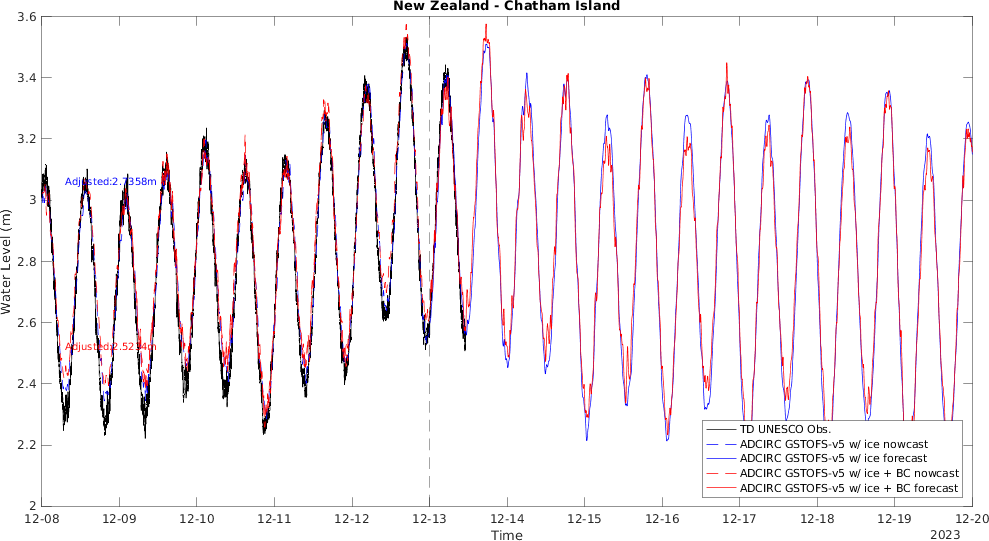 New Zealand - Chatham Island
3.6
3.4
3.2
3
2.8
2.6
2.4
2.2
2
Water Level (m)
Adjusted:2.7358m
Adjusted:2.5234m
TD UNESCO Obs.
ADCIRC GSTOFS-v5 w/ ice nowcast
ADCIRC GSTOFS-v5 w/ ice forecast
ADCIRC GSTOFS-v5 w/ ice + BC nowcast
ADCIRC GSTOFS-v5 w/ ice + BC forecast
12-08 12-09 12-10 12-11 12-12 12-13 12-14 12-15 12-16 12-17 12-18 12-19 12-20
Time
2023